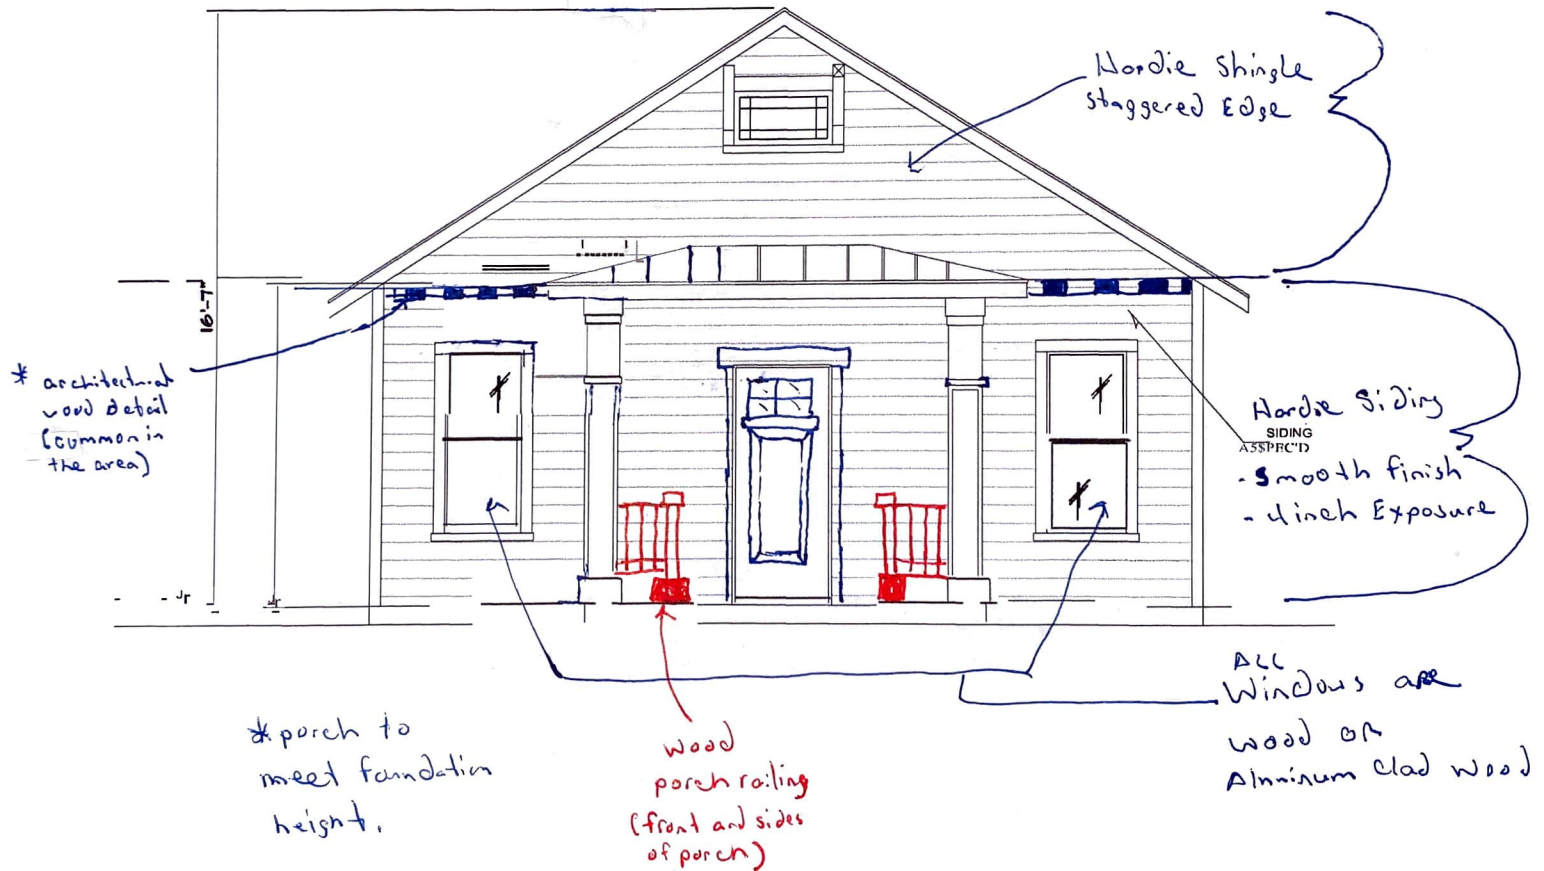 Hardie Shingle
staggered Edge
16'-7"
* architectural
wood Detail
(common in
the area)
Hardie Siding
SIDING
- Smooth finish
- 4 inch Exposure
ALL
Windows are
wood or
Aluminum Clad wood
* porch to
meet foundation
height.
wood
porch railing
(front and sides
of porch)